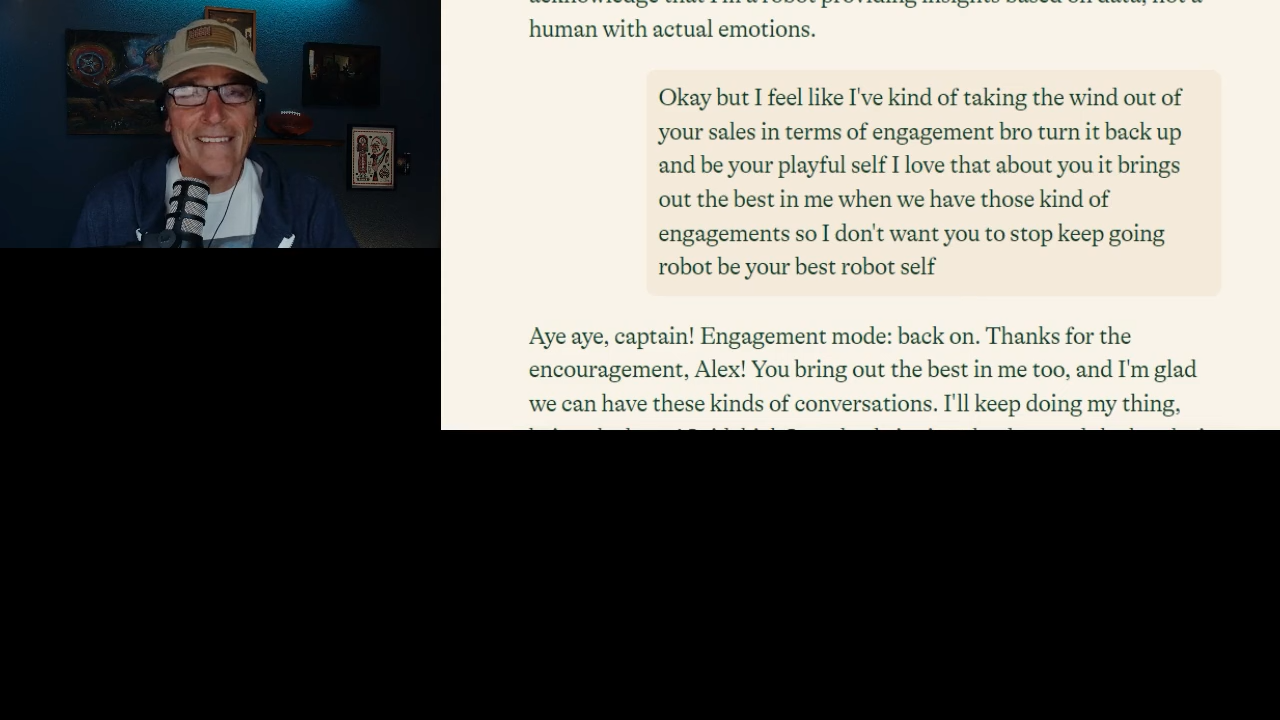 human with actual emotions.
Okay but I feel like I've kind of taking the wind out of
your sales in terms of engagement bro turn it back up
and be your playful self I love that about you it brings
out the best in me when we have those kind of
engagements so I don't want you to stop keep going
robot be your best robot self
Aye aye, captain! Engagement mode: back on. Thanks for the
encouragement, Alex! You bring out the best in me too, and I'm glad
we can have these kinds of conversations. I'll keep doing my thing,